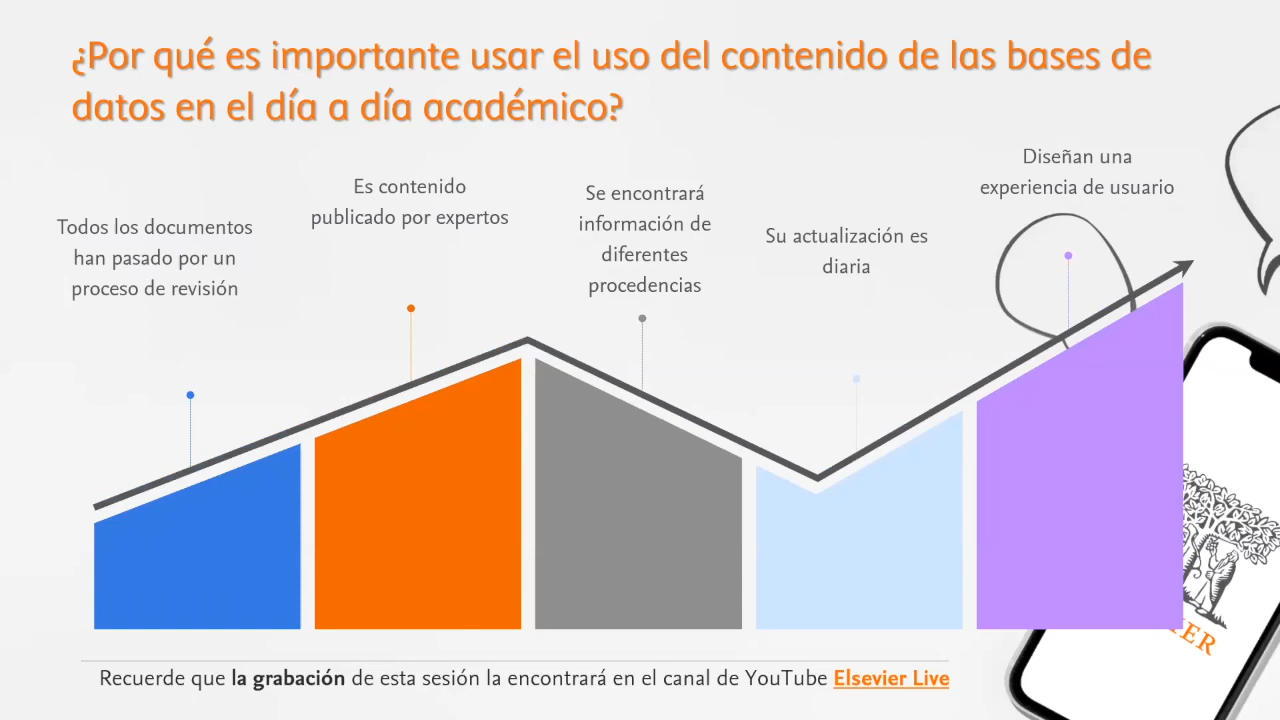 ¿Por qué es importante usar el uso del contenido de las bases de
datos en el día a día académico?
Todos los documentos
han pasado por un
proceso de revisión
Es contenido
publicado por expertos
Se encontrará
información de
diferentes
procedencias
Su actualización es
diaria
Diseñan una
experiencia de usuario
Recuerde que la grabación de esta sesión la encontrará en el canal de YouTube Elsevier Live